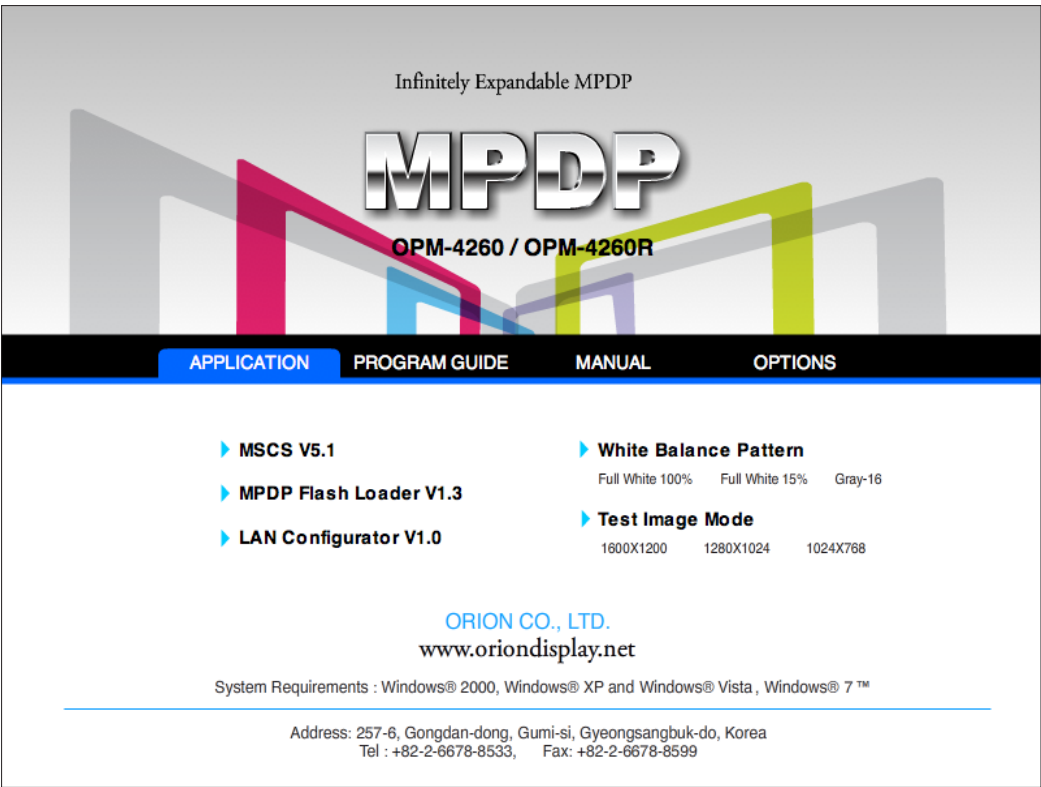 Infinitely Expandable MPDP
MPDP
OPM-4260 / OPM-4260R
APPLICATION PROGRAM GUIDE MANUAL OPTIONS
MSCS V5.1
MPDP Flash Loader V1.3
LAN Configurator V1.0
White Balance Pattern
Full White 100% Full White 15% Gray-16
Test Image Mode
1600X1200 1280X1024 1024X768
ORION CO., LTD.
www.oriondisplay.net
System Requirements : Windows® 2000, Windows® XP and Windows® Vista , Windows® 7 ™
Address: 257-6, Gongdan-dong, Gumi-si, Gyeongsangbuk-do, Korea
Tel : +82-2-6678-8533, Fax: +82-2-6678-8599